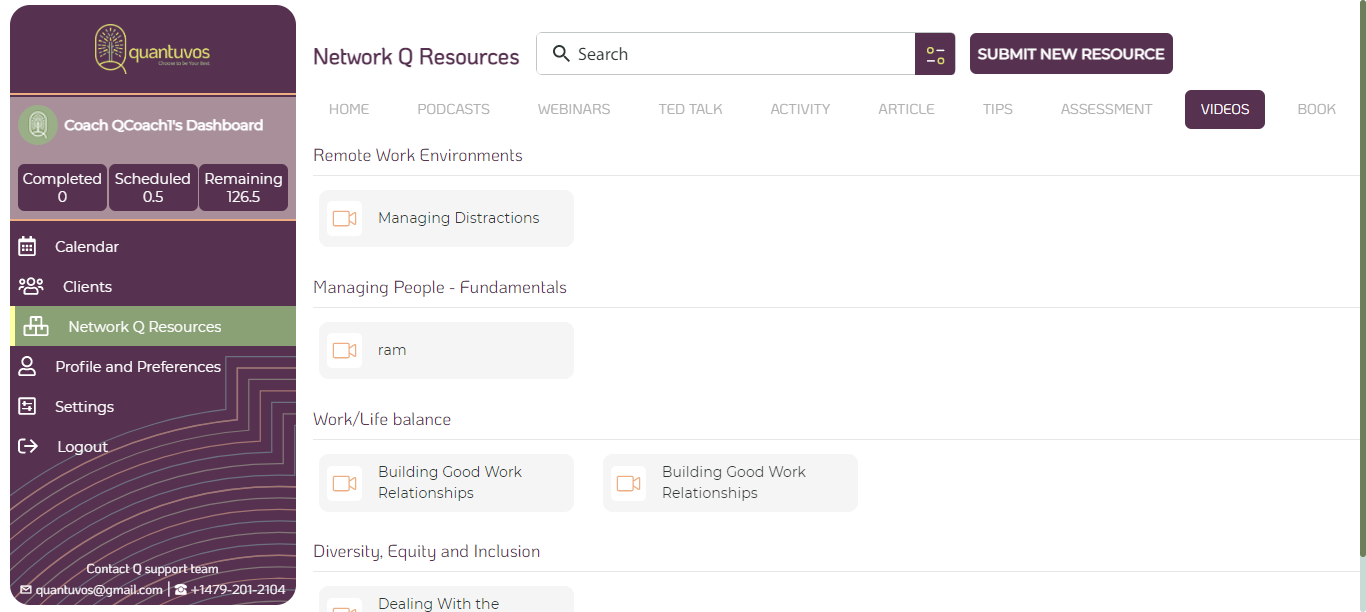 quantuvos
Choose to be Your Best
Coach QCoach1's Dashboard
Completed
0
Scheduled
0.5
Remaining
126.5
Calendar
Clients
Network Q Resources
Profile and Preferences
Settings
Logout
Contact Q support team
quantuvos@gmail.com | +1479-201-2104
Network Q Resources
Search
SUBMIT NEW RESOURCE
HOME PODCASTS WEBINARS TED TALK ACTIVITY ARTICLE TIPS ASSESSMENT VIDEOS BOOK
Remote Work Environments
Managing Distractions
Managing People - Fundamentals
ram
Work/Life balance
Building Good Work
Relationships
Building Good Work
Relationships
Diversity, Equity and Inclusion
Dealing With the